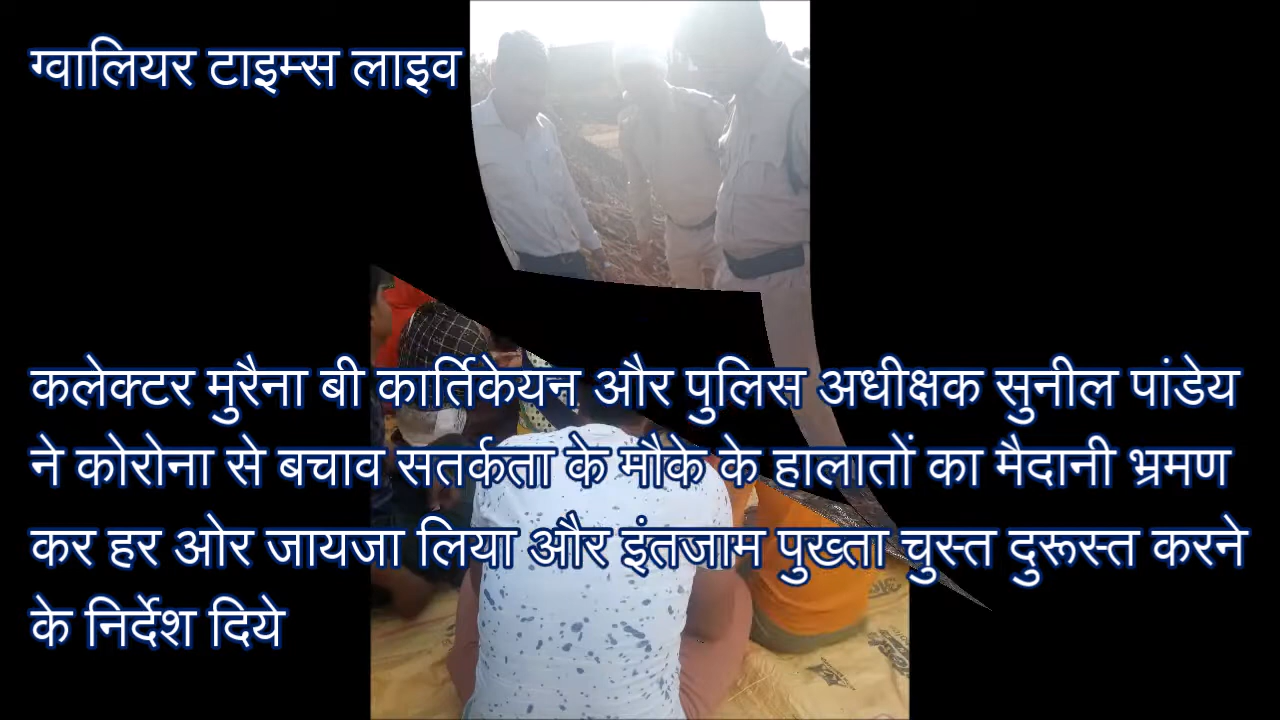 ग्वालियर टाइम्स लाइव
कलेक्टर मुरैना बी कार्तिकेयन और पुलिस अधीक्षक सुनील पांडेय
ने कोरोना से बचाव सतर्कता के मौके के हालातों का मैदानी भ्रमण
कर हर ओर जायजा लिया और इंतजाम पुख्ता चुस्त दुरूस्त करने
के निर्देश दिये